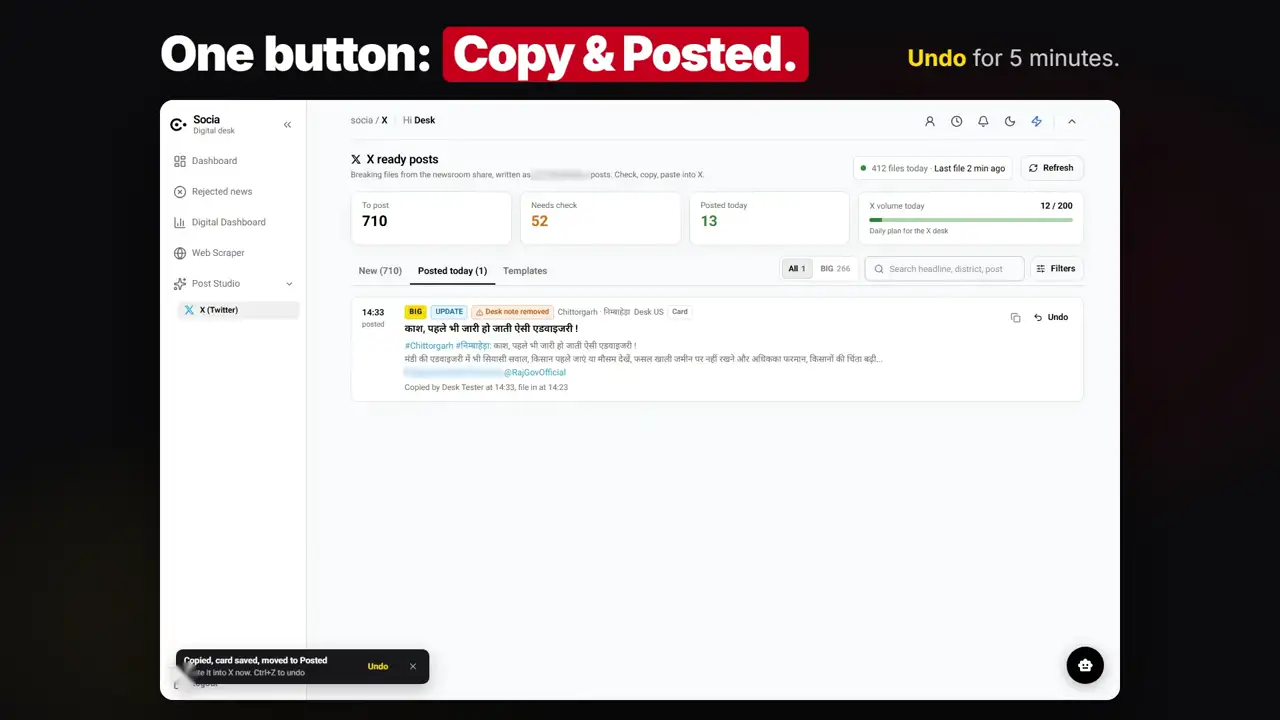 One button: Copy & Posted.
Undo for 5 minutes.
Socia
Digital desk
socia / X Hi Desk
Dashboard
Rejected news
Digital Dashboard
Web Scraper
Post Studio
X (Twitter)
X ready posts
Breaking files from the newsroom share, written as posts. Check, copy, paste into X.
412 files today · Last file 2 min ago
Refresh
To post
710
Needs check
52
Posted today
13
X volume today 12 / 200
Daily plan for the X desk
New (710) Posted today (1) Templates
All 1 BIG 266
Search headline, district, post
Filters
14:33
posted
BIG UPDATE Desk note removed Chittorgarh · निम्बाहेड़ा Desk US Card
काश, पहले भी जारी हो जाती ऐसी एडवाइजरी !
#Chittorgarh #निम्बाहेड़ा: काश, पहले भी जारी हो जाती ऐसी एडवाइजरी !
मंडी की एडवाइजरी में भी सियासी सवाल, किसान पहले जाएं या मौसम देखें, फसल खाली जमीन पर नहीं रखने और अधिकका फरमान, किसानों की चिंता बढ़ी...
@RajGovOfficial
Copied by Desk Tester at 14:33, file in at 14:23
Undo
Copied, card saved, moved to Posted
it into X now. Ctrl+Z to undo
Undo